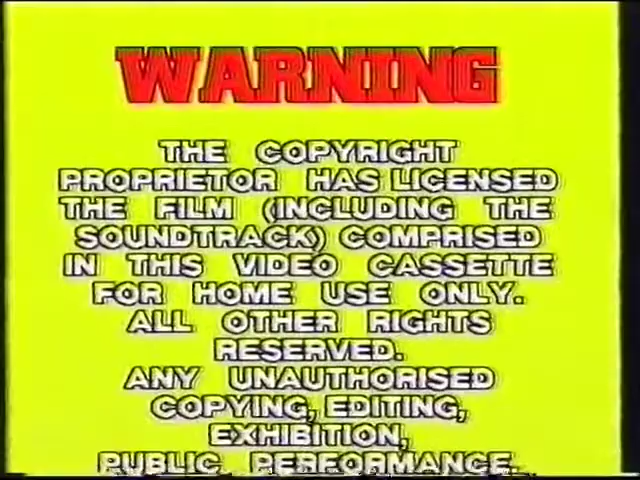 WARNING
THE COPYRIGHT
PROPRIETOR HAS LICENSED
THE FILM (INCLUDING THE
SOUNDTRACK) COMPRISED
IN THIS VIDEO CASSETTE
FOR HOME USE ONLY.
ALL OTHER RIGHTS
RESERVED.
ANY UNAUTHORISED
COPYING, EDITING,
EXHIBITION,
PUBLIC PERFORMANCE